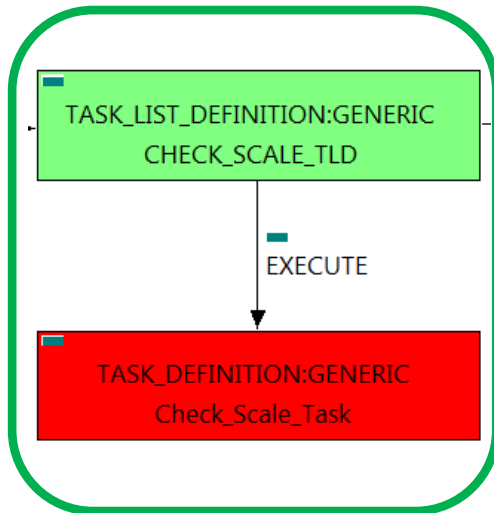 TASK_LIST_DEFINITION:GENERIC
CHECK_SCALE_TLD
EXECUTE
TASK_DEFINITION:GENERIC
Check_Scale_Task